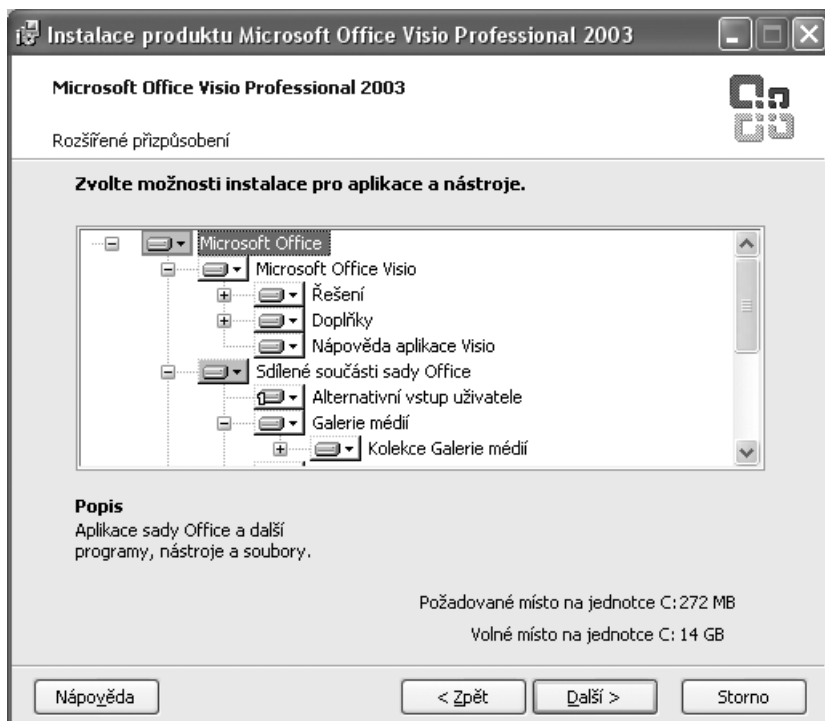 Instalace produktu Microsoft Office Visio Professional 2003
Microsoft Office Visio Professional 2003
Rozšířené přizpůsobení
Zvolte možnosti instalace pro aplikace a nástroje.
Microsoft Office
Microsoft Office Visio
Řešení
Doplňky
Nápověda aplikace Visio
Sdílené součásti sady Office
Alternativní vstup uživatele
Galerie médií
Kolekce Galerie médií
Popis
Aplikace sady Office a další
programy, nástroje a soubory.
Požadované místo na jednotce C: 272 MB
Volné místo na jednotce C: 14 GB
Nápověda
< Zpět
Další >
Storno